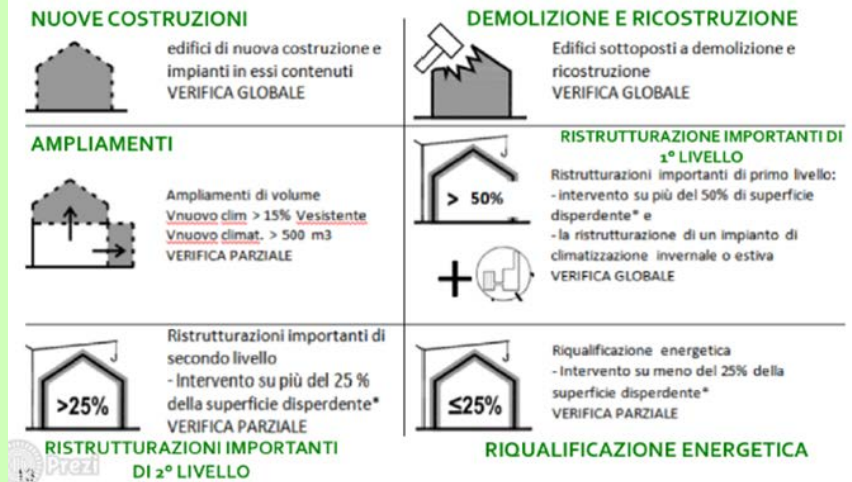 NUOVE COSTRUZIONI
edifici di nuova costruzione e
impianti in essi contenuti
VERIFICA GLOBALE
DEMOLIZIONE E RICOSTRUZIONE
Edifici sottoposti a demolizione e
ricostruzione
VERIFICA GLOBALE
AMPLIAMENTI
Ampliamenti di volume
Vnuovo clim > 15% Vesistente
Vnuovo climat. > 500 m3
VERIFICA PARZIALE
RISTRUTTURAZIONE IMPORTANTI DI
1° LIVELLO
> 50%
Ristrutturazioni importanti di primo livello:
- intervento su più del 50% di superficie
disperdente* e
- la ristrutturazione di un impianto di
climatizzazione invernale o estiva
VERIFICA GLOBALE
+
>25%
Ristrutturazioni importanti di
secondo livello
- Intervento su più del 25 %
della superficie disperdente*
VERIFICA PARZIALE
RISTRUTTURAZIONI IMPORTANTI
DI 2° LIVELLO
≤25%
Riqualificazione energetica
- Intervento su meno del 25% della
superficie disperdente*
VERIFICA PARZIALE
RIQUALIFICAZIONE ENERGETICA
Prezi
13